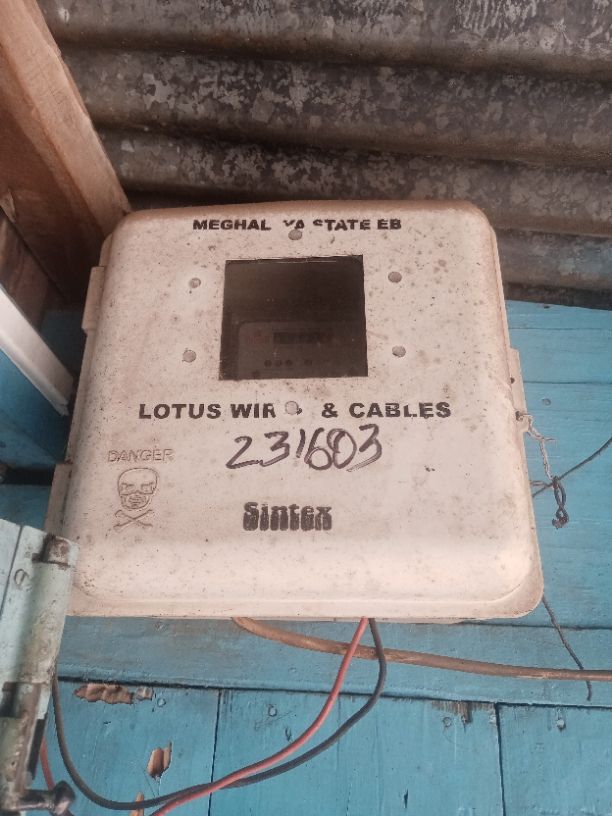 MEGHAL YA STATE EB
LOTUS WIR & CABLES
DANGER
231603
Sintex